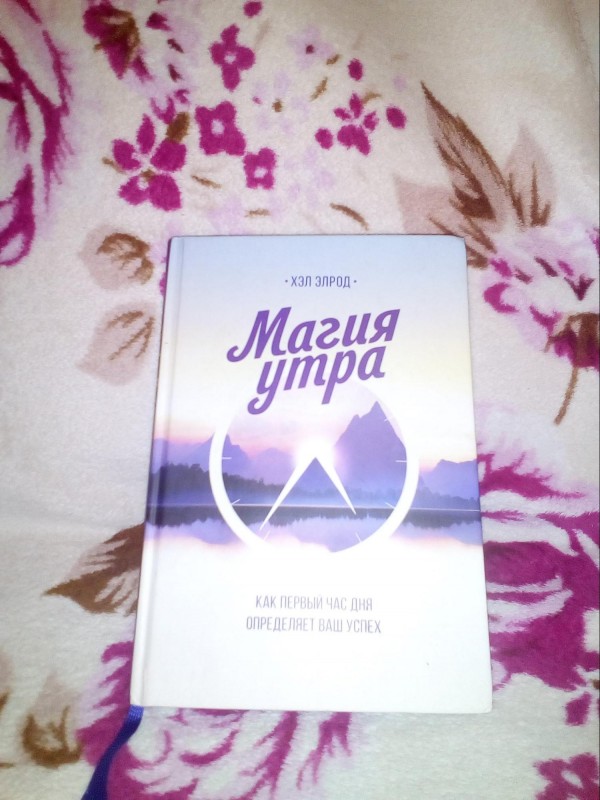 • ХЭЛ ЭЛРОД •
Магия
утра
КАК ПЕРВЫЙ ЧАС ДНЯ
ОПРЕДЕЛЯЕТ ВАШ УСПЕХ